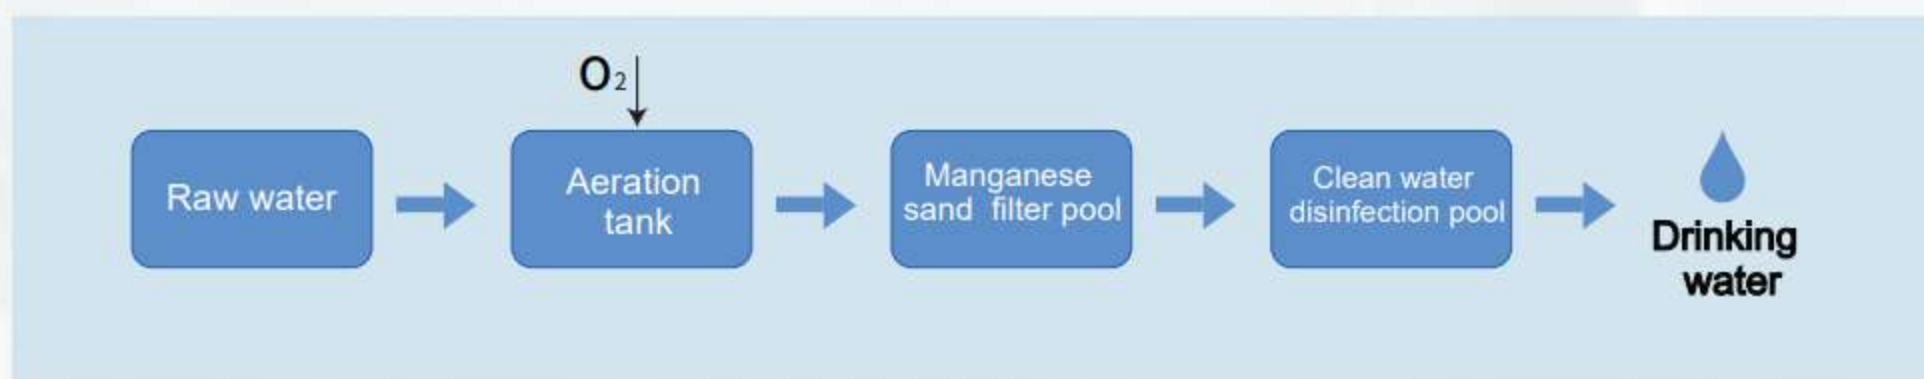 O₂
Raw water
Aeration
tank
Manganese
sand filter pool
Clean water
disinfection pool
Drinking
water